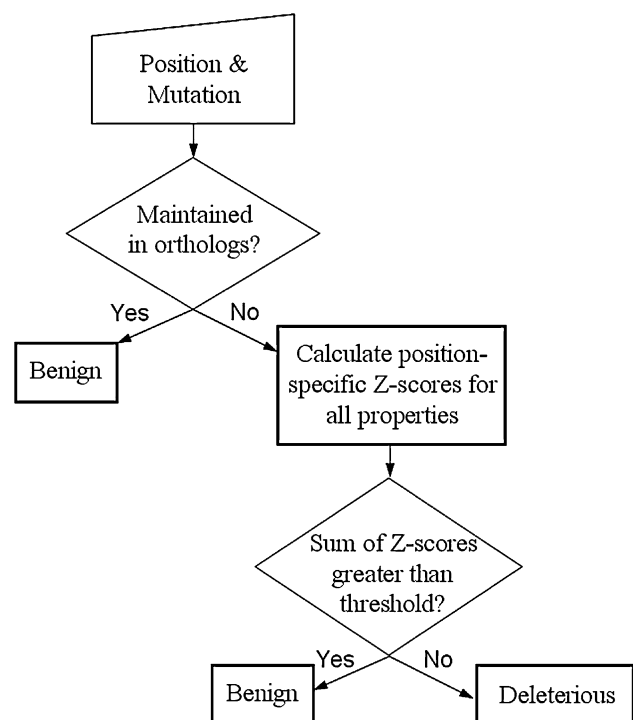 Position &
Mutation
Maintained
in orthologs?
Yes
No
Benign
Calculate position-
specific Z-scores for
all properties
Sum of Z-scores
greater than
threshold?
Yes
No
Benign
Deleterious